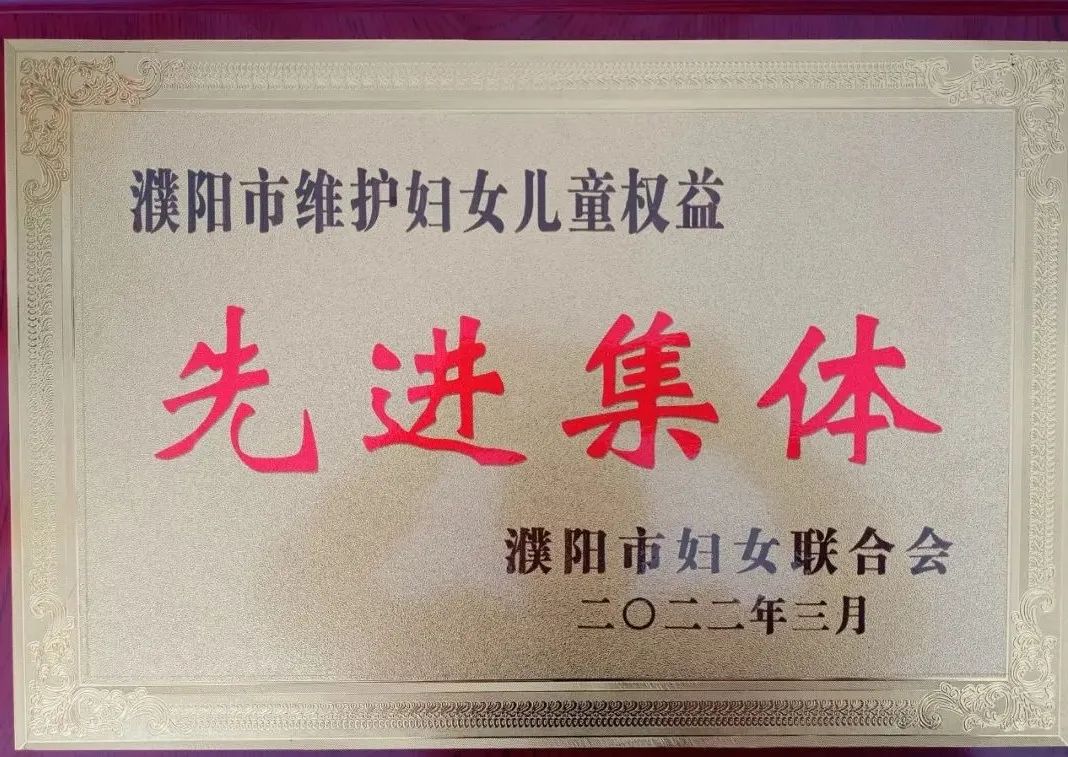 濮阳市维护妇女儿童权益
先进集体
濮阳市妇女联合会
二〇二二年三月